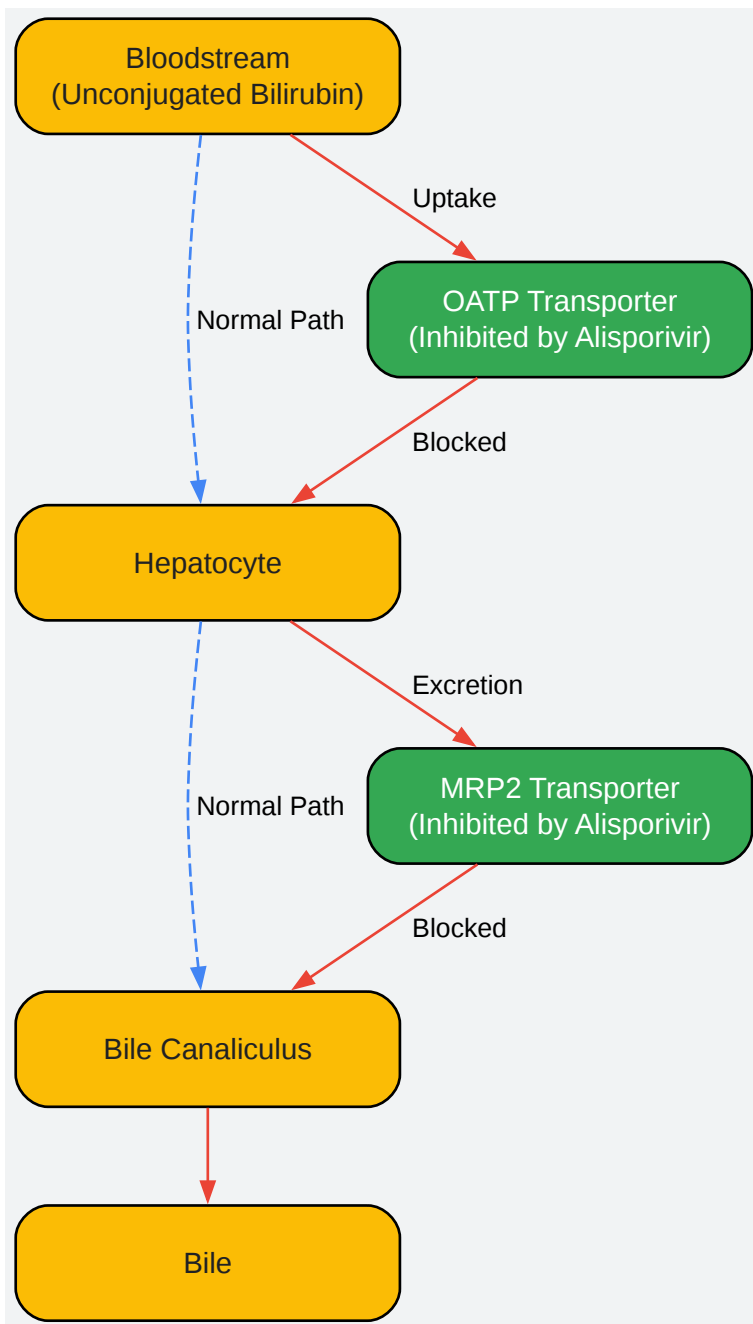 Bloodstream
(Unconjugated Bilirubin)
Uptake
OATP Transporter
(Inhibited by Alisporivir)
Normal Path
Blocked
Hepatocyte
Excretion
MRP2 Transporter
(Inhibited by Alisporivir)
Normal Path
Blocked
Bile Canaliculus
Bile